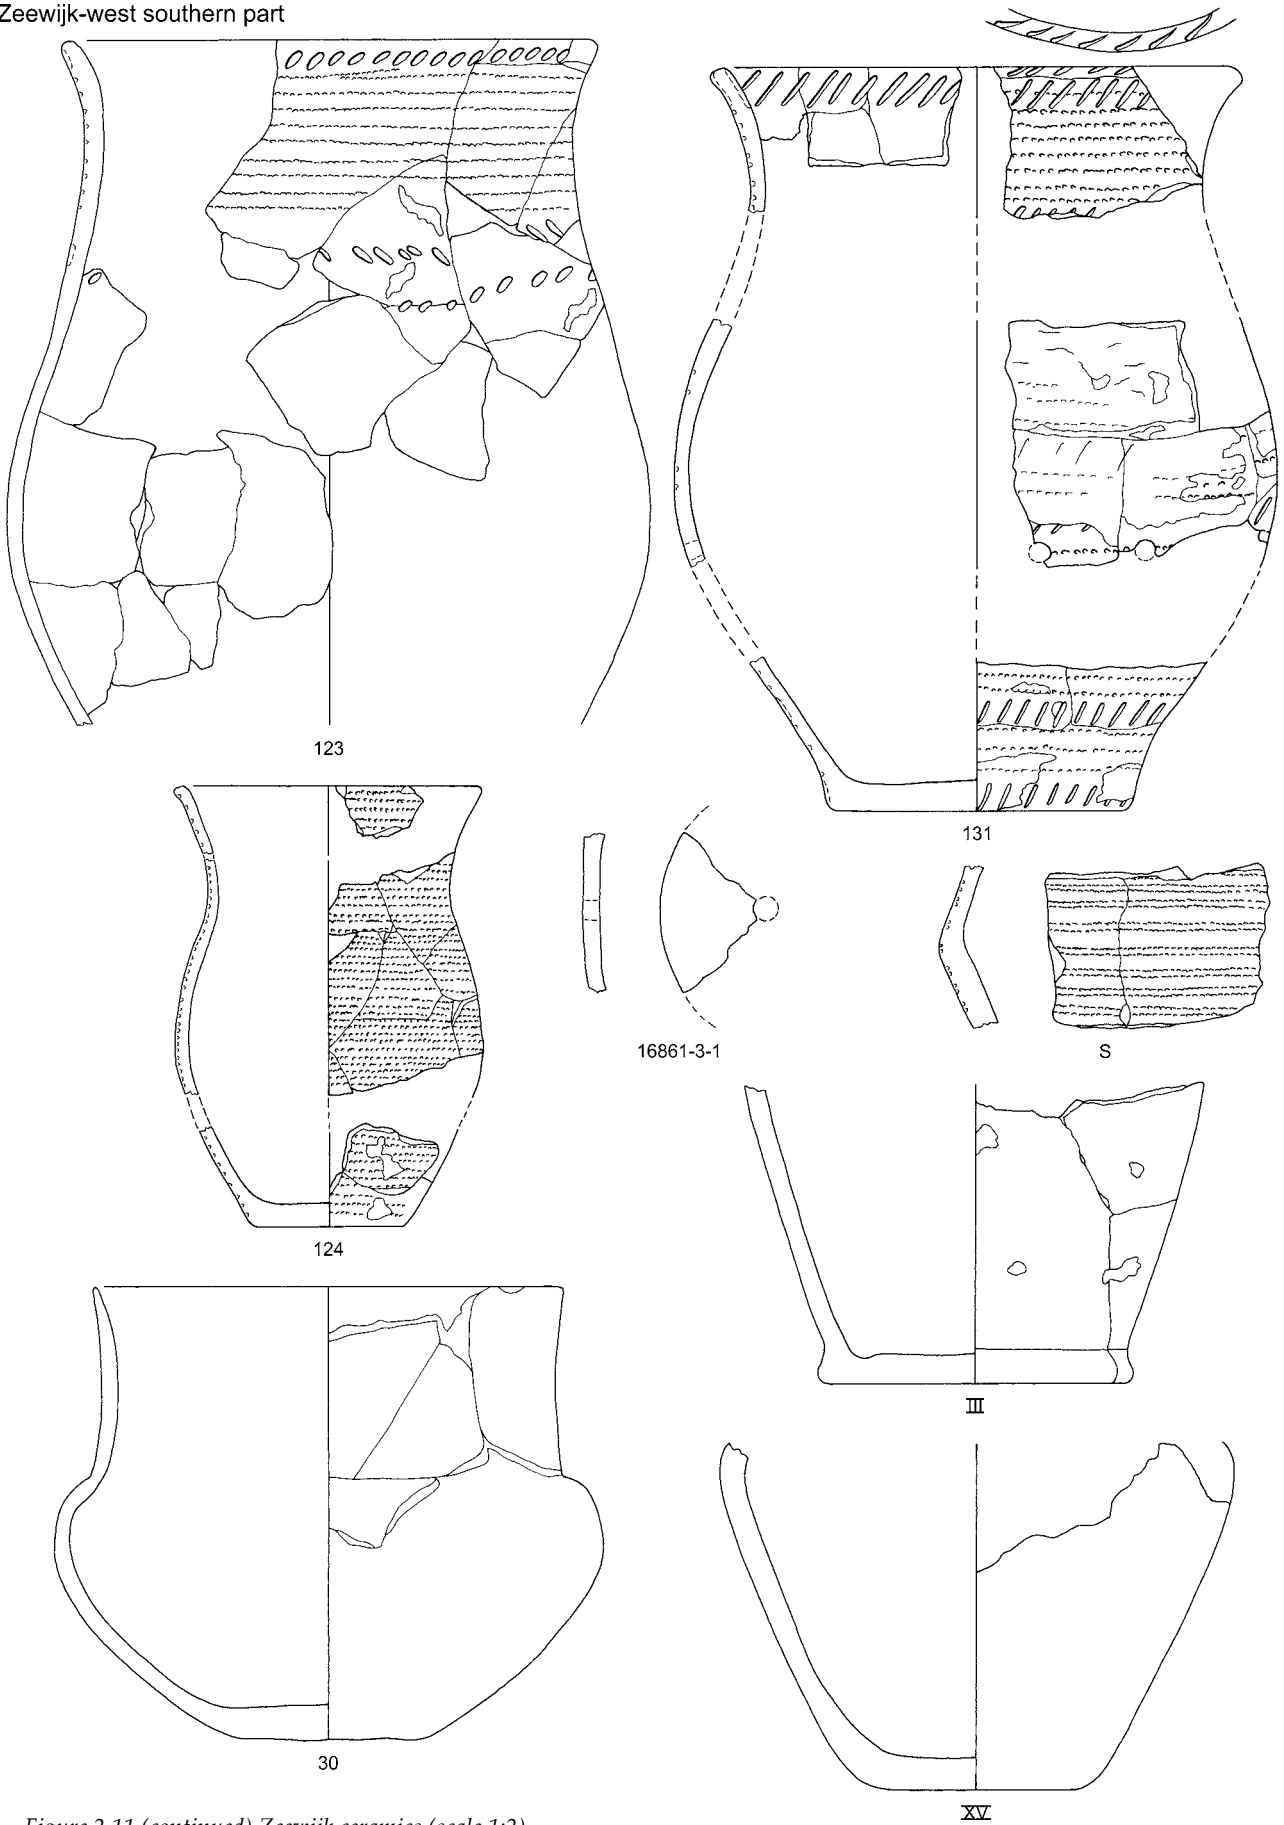 Zeewijk-west southern part
123
131
124
16861-3-1
S
III
30
XV
Figure 2.11 (continued) Zeewijk ceramics (scale 1:3)